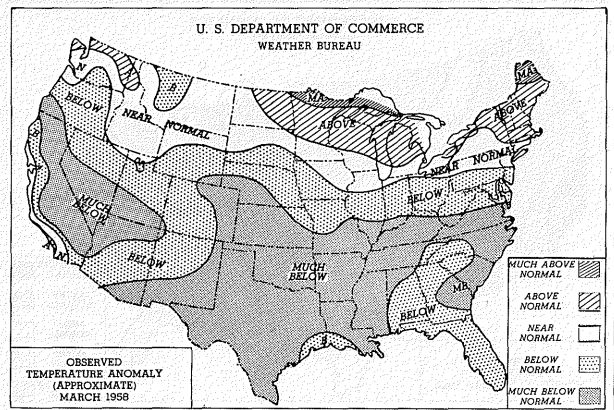 U. S. DEPARTMENT OF COMMERCE
WEATHER BUREAU
N
B
MA
MA
BELOW
ABOVE
ABOVE
NEAR NORMAL
NEAR NORMAL
BELOW
B
MUCH
BELOW
MUCH
BELOW
BELOW
MB
BELOW
N
B
MUCH ABOVE
NORMAL
ABOVE
NORMAL
NEAR
NORMAL
BELOW
NORMAL
MUCH BELOW
NORMAL
OBSERVED
TEMPERATURE ANOMALY
(APPROXIMATE)
MARCH 1958